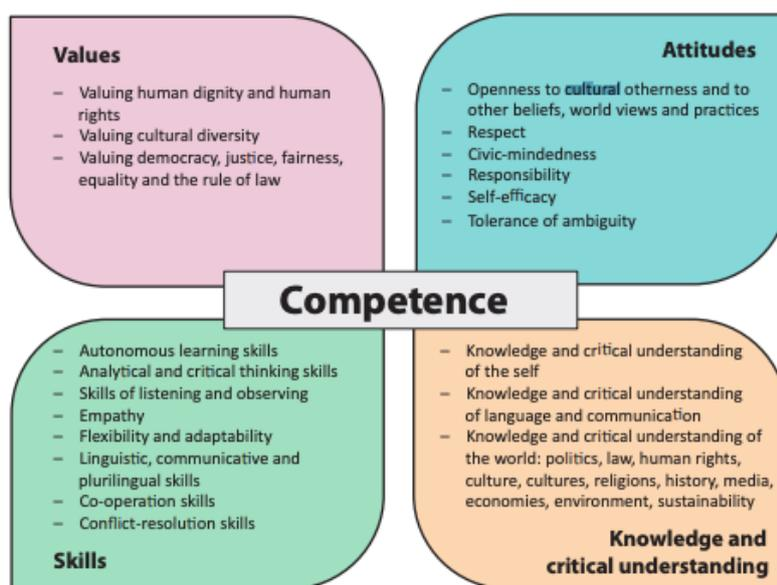 Values
– Valuing human dignity and human
rights
– Valuing cultural diversity
– Valuing democracy, justice, fairness,
equality and the rule of law
Attitudes
– Openness to cultural otherness and to
other beliefs, world views and practices
– Respect
– Civic-mindedness
– Responsibility
– Self-efficacy
– Tolerance of ambiguity
Competence
– Autonomous learning skills
– Analytical and critical thinking skills
– Skills of listening and observing
– Empathy
– Flexibility and adaptability
– Linguistic, communicative and
plurilingual skills
– Co-operation skills
– Conflict-resolution skills
Skills
– Knowledge and critical understanding
of the self
– Knowledge and critical understanding
of language and communication
– Knowledge and critical understanding of
the world: politics, law, human rights,
culture, cultures, religions, history, media,
economies, environment, sustainability
Knowledge and
critical understanding